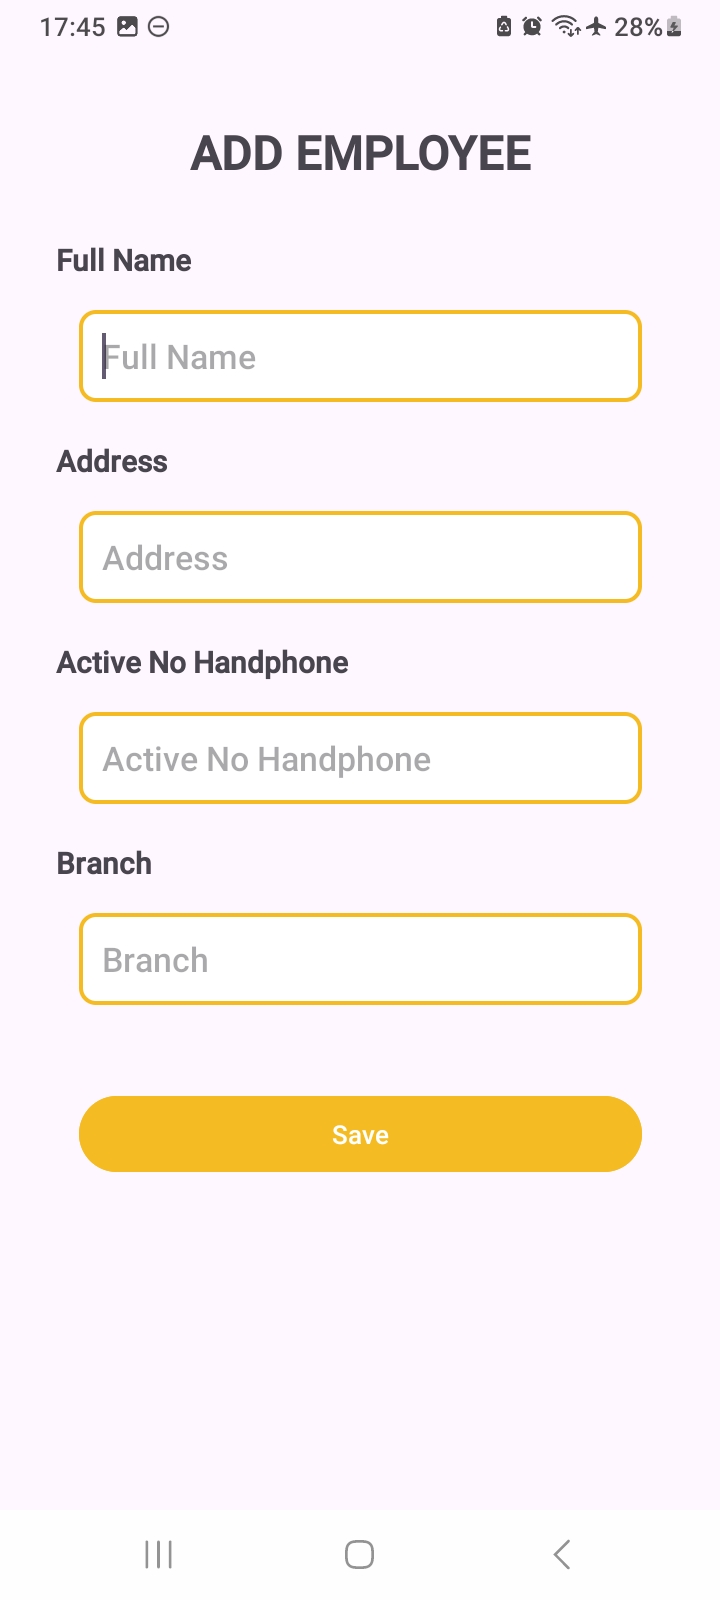 17:45
28%
ADD EMPLOYEE
Full Name
Full Name
Address
Address
Active No Handphone
Active No Handphone
Branch
Branch
Save